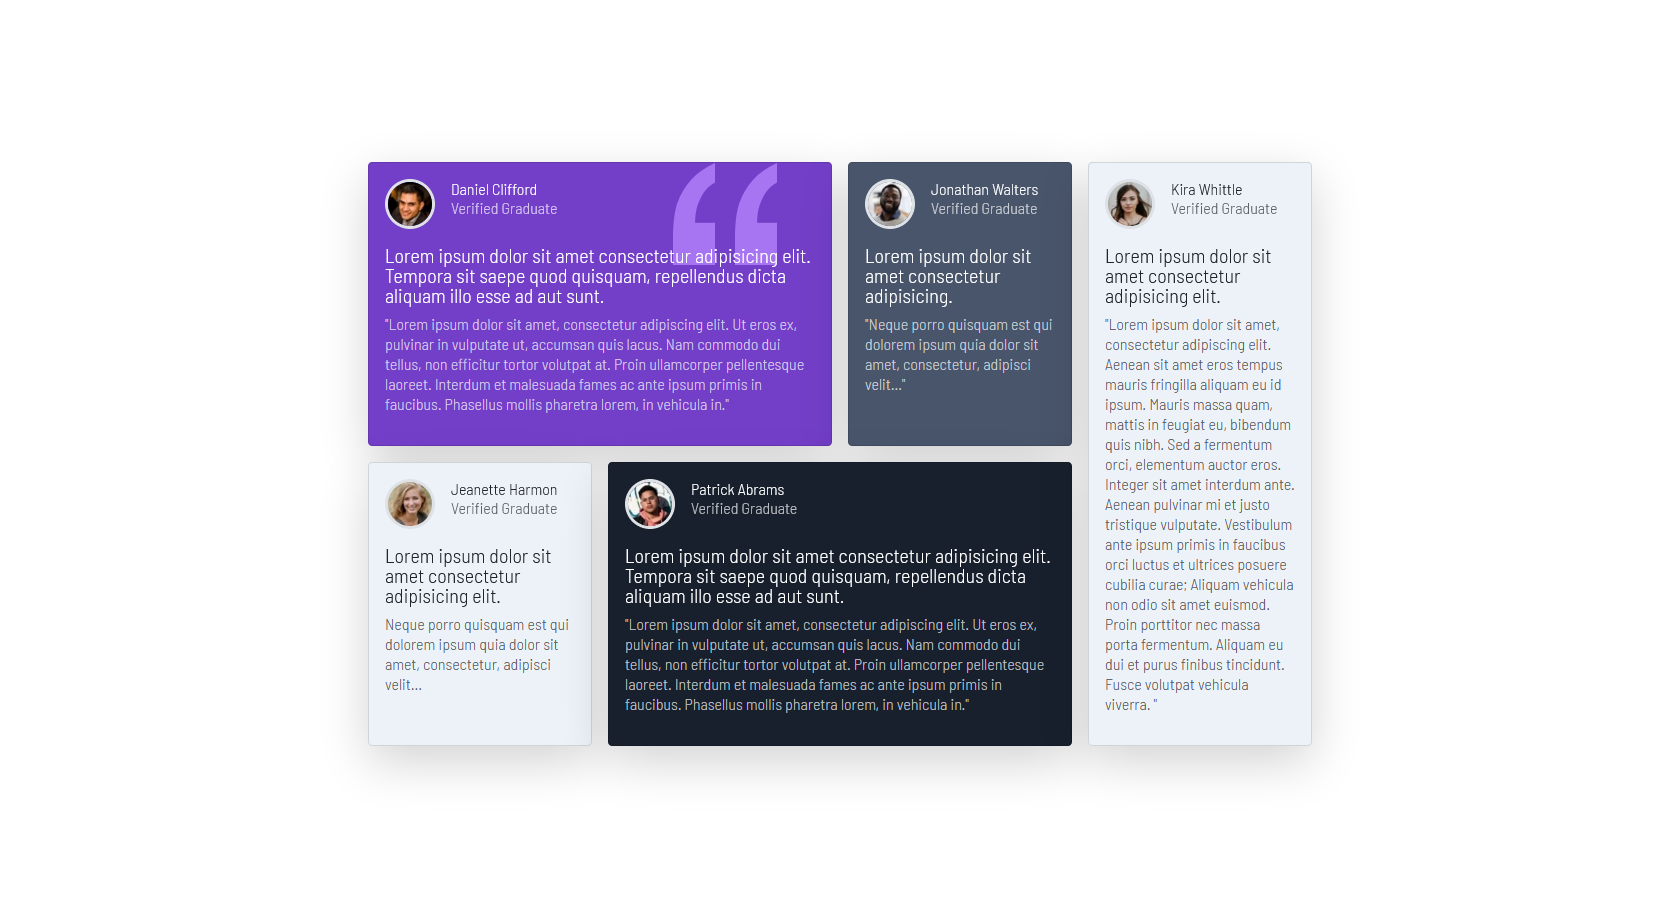 Daniel Clifford
Verified Graduate
Lorem ipsum dolor sit amet consectetur adipisicing elit.
Tempora sit saepe quod quisquam, repellendus dicta
aliquam illo esse ad aut sunt.
"Lorem ipsum dolor sit amet, consectetur adipiscing elit. Ut eros ex,
pulvinar in vulputate ut, accumsan quis lacus. Nam commodo dui
tellus, non efficitur tortor volutpat at. Proin ullamcorper pellentesque
laoreet. Interdum et malesuada fames ac ante ipsum primis in
faucibus. Phasellus mollis pharetra lorem, in vehicula in."
Jonathan Walters
Verified Graduate
Lorem ipsum dolor sit
amet consectetur
adipisicing.
"Neque porro quisquam est qui
dolorem ipsum quia dolor sit
amet, consectetur, adipisci
velit..."
Kira Whittle
Verified Graduate
Lorem ipsum dolor sit
amet consectetur
adipisicing elit.
"Lorem ipsum dolor sit amet,
consectetur adipiscing elit.
Aenean sit amet eros tempus
mauris fringilla aliquam eu id
ipsum. Mauris massa quam,
mattis in feugiat eu, bibendum
quis nibh. Sed a fermentum
orci, elementum auctor eros.
Integer sit amet interdum ante.
Aenean pulvinar mi et justo
tristique vulputate. Vestibulum
ante ipsum primis in faucibus
orci luctus et ultrices posuere
cubilia curae; Aliquam vehicula
non odio sit amet euismod.
Proin porttitor nec massa
porta fermentum. Aliquam eu
dui et purus finibus tincidunt.
Fusce volutpat vehicula
viverra. "
Jeanette Harmon
Verified Graduate
Lorem ipsum dolor sit
amet consectetur
adipisicing elit.
Neque porro quisquam est qui
dolorem ipsum quia dolor sit
amet, consectetur, adipisci
velit...
Patrick Abrams
Verified Graduate
Lorem ipsum dolor sit amet consectetur adipisicing elit.
Tempora sit saepe quod quisquam, repellendus dicta
aliquam illo esse ad aut sunt.
"Lorem ipsum dolor sit amet, consectetur adipiscing elit. Ut eros ex,
pulvinar in vulputate ut, accumsan quis lacus. Nam commodo dui
tellus, non efficitur tortor volutpat at. Proin ullamcorper pellentesque
laoreet. Interdum et malesuada fames ac ante ipsum primis in
faucibus. Phasellus mollis pharetra lorem, in vehicula in."